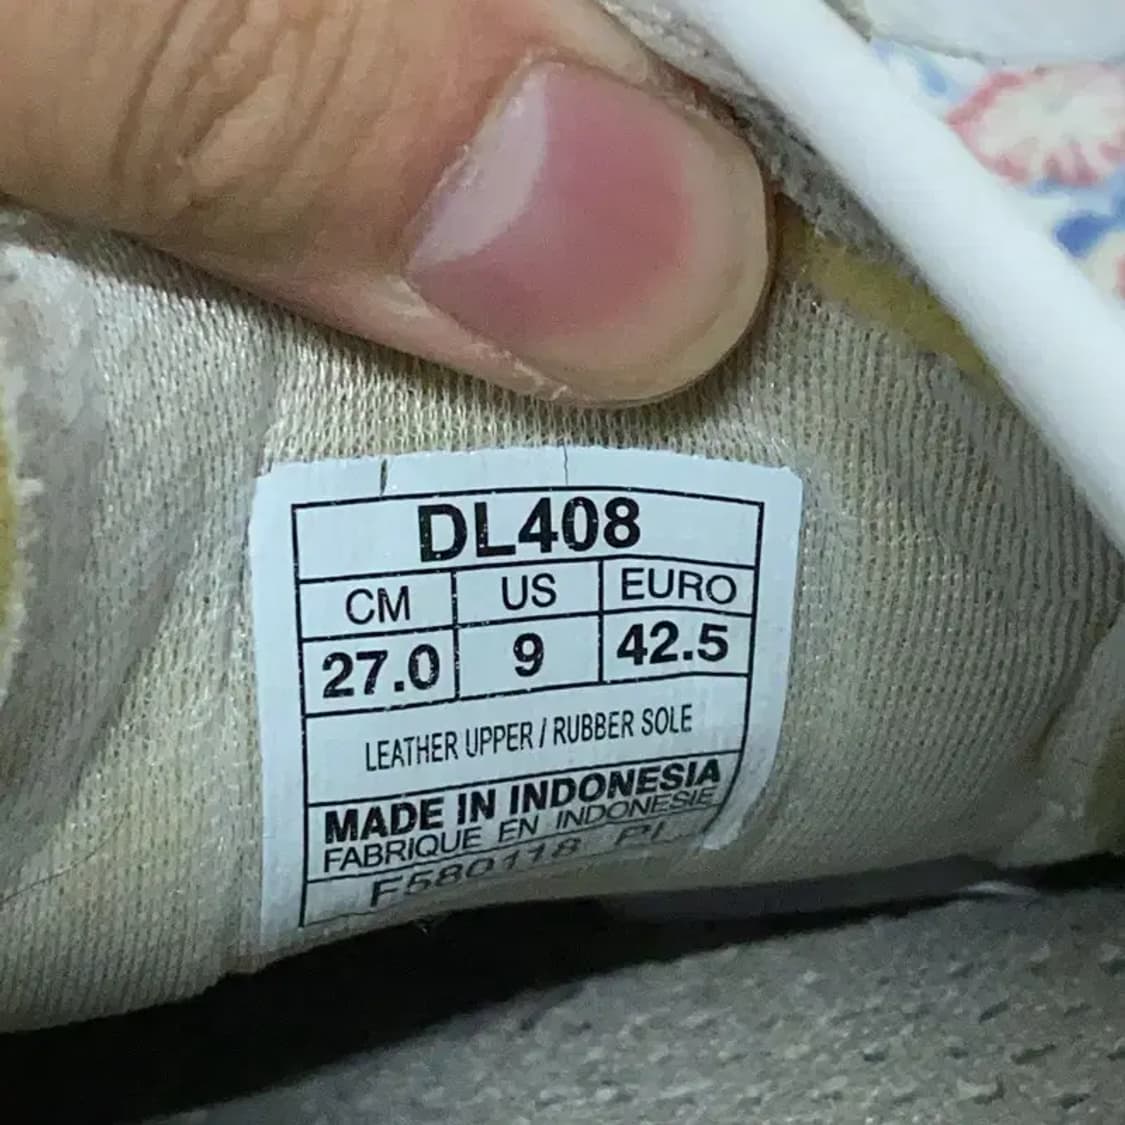 DL408
CM US EURO
27.0 9 42.5
LEATHER UPPER / RUBBER SOLE
MADE IN INDONESIA
FABRIQUE EN INDONESIE
F580118